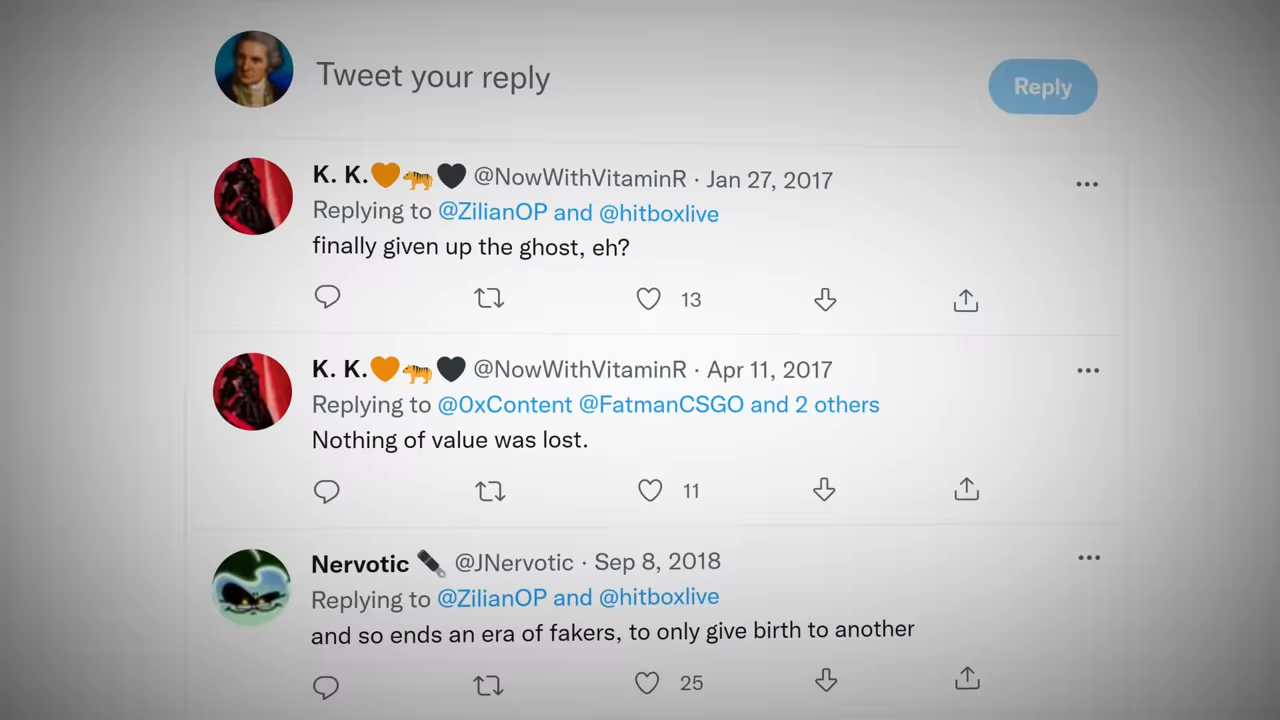 Tweet your reply
Reply
K. K.🧡🐅🖤 @NowWithVitaminR · Jan 27, 2017
Replying to @ZilianOP and @hitboxlive
finally given up the ghost, eh?
13
K. K.🧡🐅🖤 @NowWithVitaminR · Apr 11, 2017
Replying to @0xContent @FatmanCSGO and 2 others
Nothing of value was lost.
11
Nervotic @JNervotic · Sep 8, 2018
Replying to @ZilianOP and @hitboxlive
and so ends an era of fakers, to only give birth to another
25